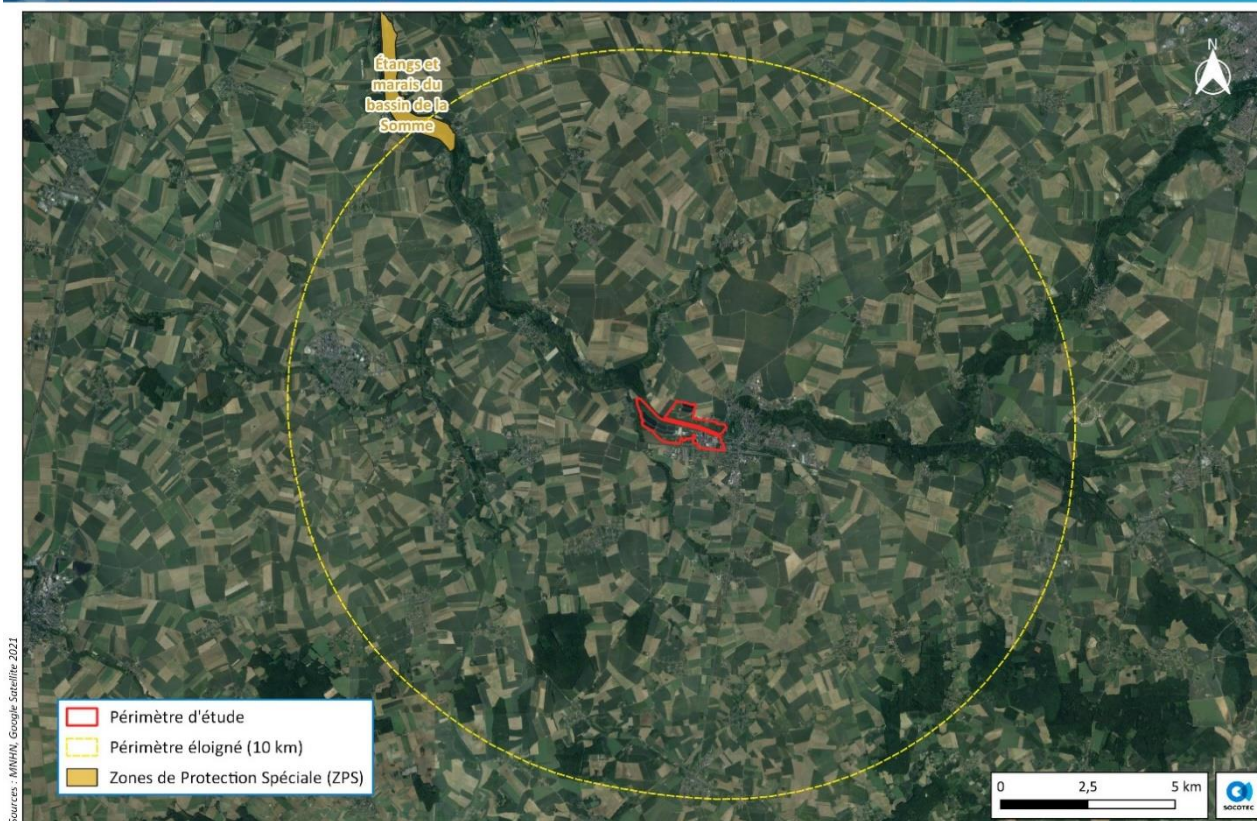 Étangs et
marais du
bassin de la
Somme
N
Périmètre d'étude
Périmètre éloigné (10 km)
Zones de Protection Spéciale (ZPS)
0 2,5 5 km
SOCOTEC
Sources : MNHN, Google Satellite 2021